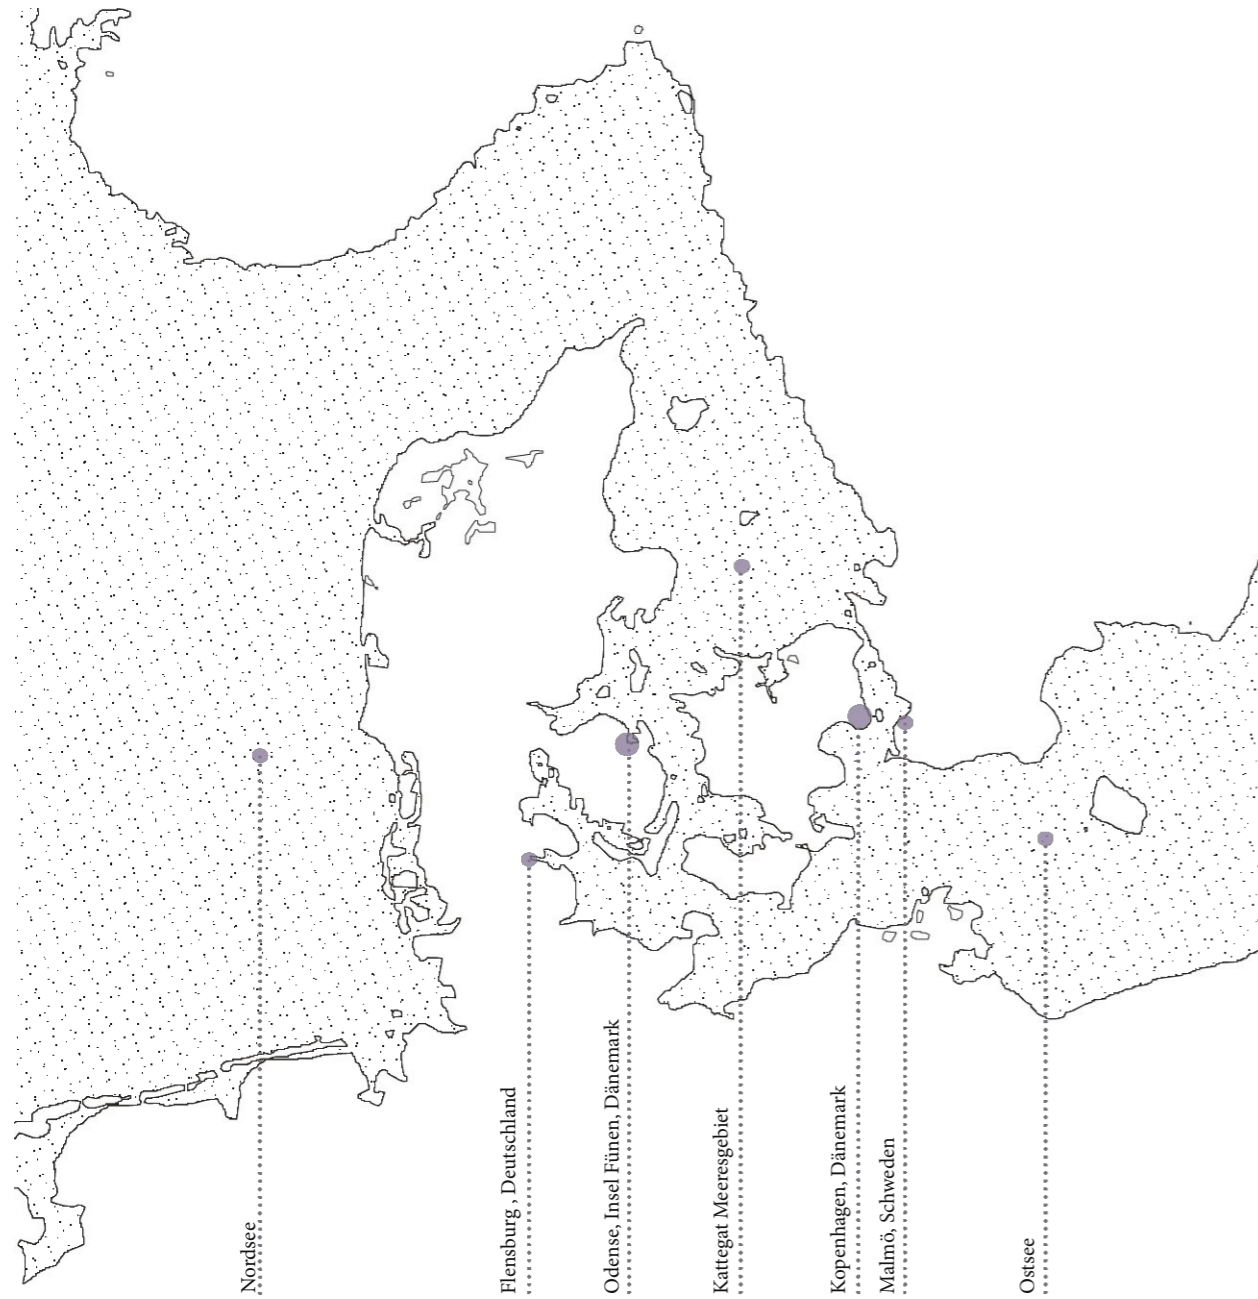 Nordsee
Flensburg , Deutschland
Odense, Insel Fünen, Dänemark
Kattegat Meeresgebiet
Kopenhagen, Dänemark
Malmö, Schweden
Ostsee